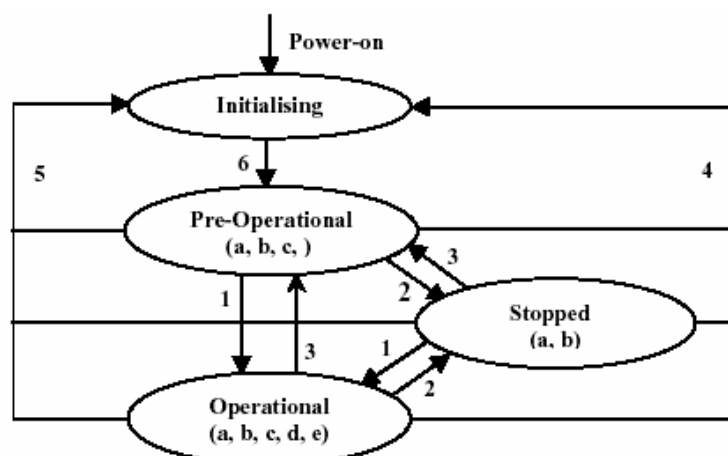 Power-on
Initialising
6
5
4
Pre-Operational
(a, b, c, )
3
2
1
Stopped
(a, b)
3
1
2
Operational
(a, b, c, d, e)